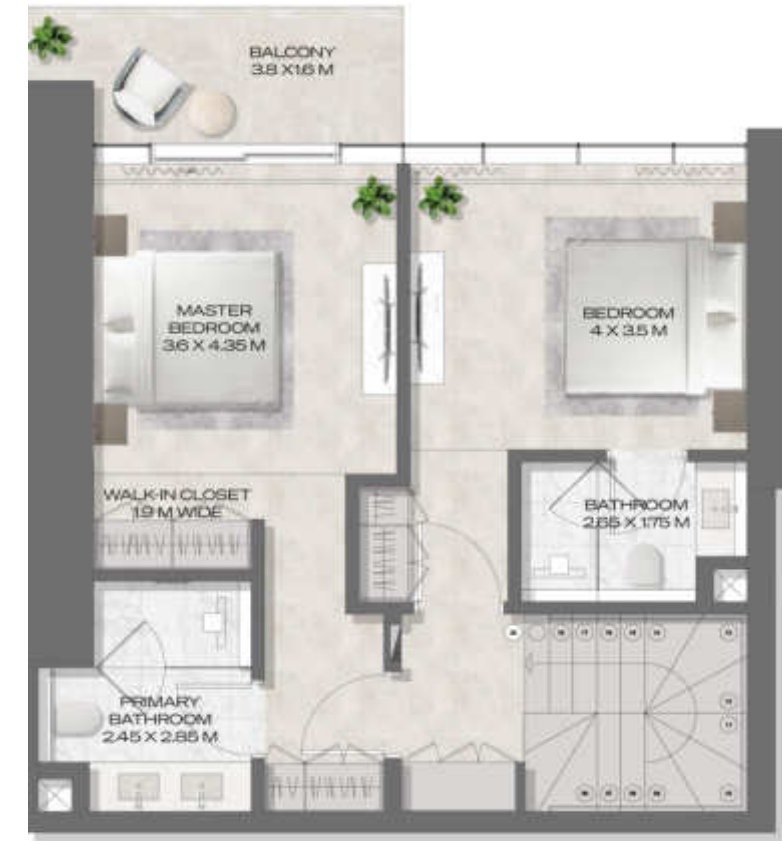 BALCONY
3.8 X 1.6 M
MASTER
BEDROOM
3.6 X 4.35 M
BEDROOM
4 X 3.5 M
WALK-IN CLOSET
1.9 M WIDE
BATHROOM
2.65 X 1.75 M
PRIMARY
BATHROOM
2.45 X 2.85 M